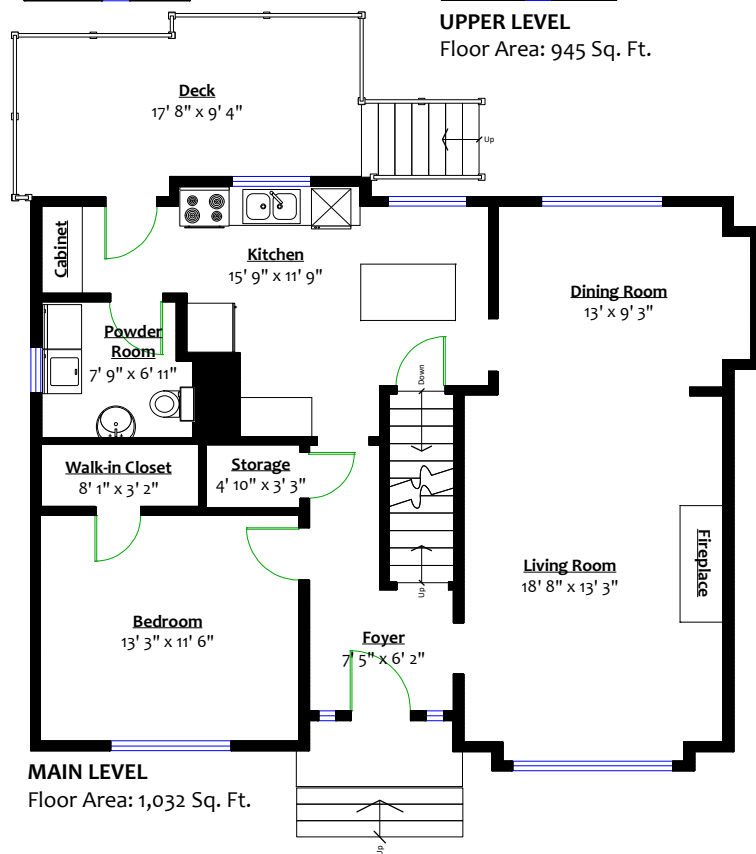 UPPER LEVEL
Floor Area: 945 Sq. Ft.
Deck
17' 8" x 9' 4"
Up
Cabinet
Kitchen
15' 9" x 11' 9"
Dining Room
13' x 9' 3"
Powder
Room
7' 9" x 6' 11"
Down
Walk-in Closet
8' 1" x 3' 2"
Storage
4' 10" x 3' 3"
Fireplace
Living Room
18' 8" x 13' 3"
Up
Bedroom
13' 3" x 11' 6"
Foyer
7' 5" x 6' 2"
MAIN LEVEL
Floor Area: 1,032 Sq. Ft.
Up